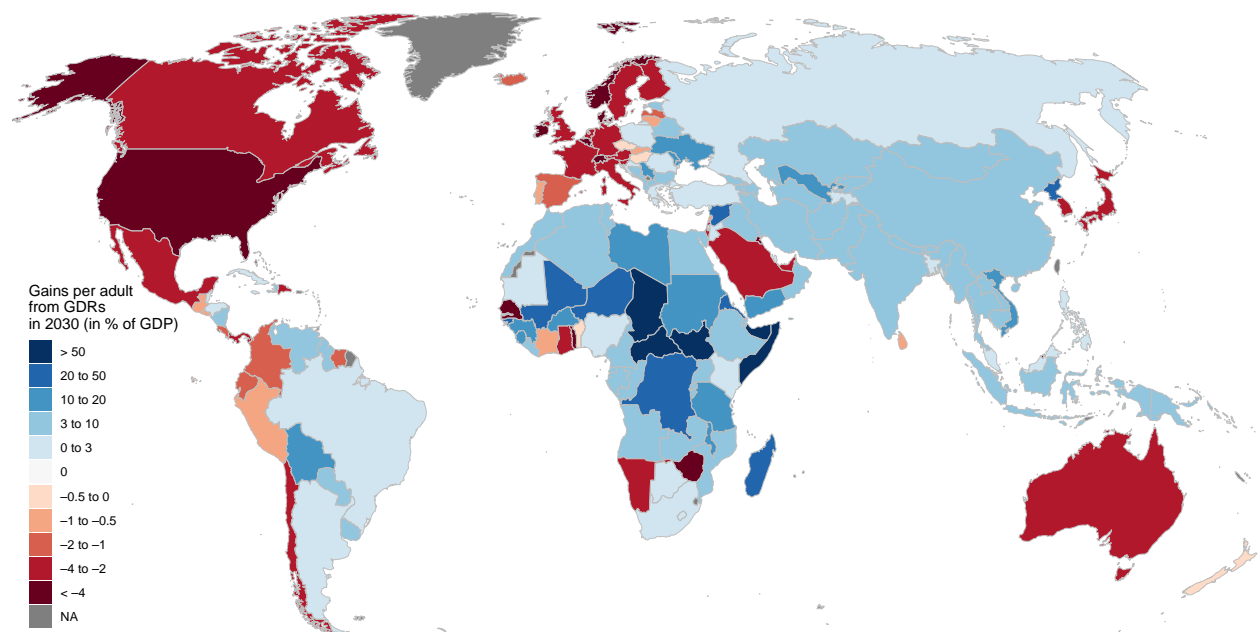 Gains per adult
from GDRs
in 2030 (in % of GDP)
> 50
20 to 50
10 to 20
3 to 10
0 to 3
0
–0.5 to 0
–1 to –0.5
–2 to –1
–4 to –2
< –4
NA